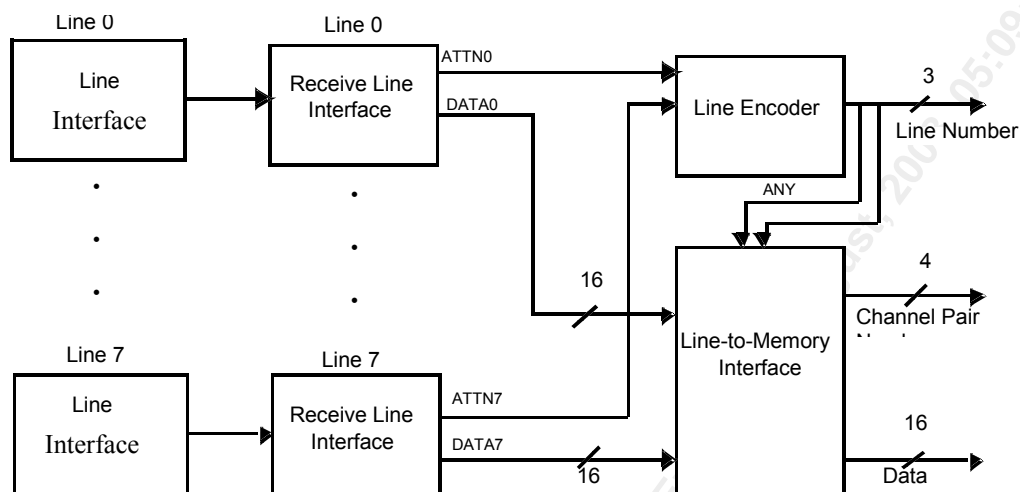 Line 0
Line 0
Line
Interface
Receive Line
Interface
ATTN0
DATA0
Line Encoder
3
Line Number
ANY
16
4
Channel Pair
Line-to-Memory
Interface
Line 7
Line 7
Line
Interface
Receive Line
Interface
ATTN7
DATA7
16
16
Data